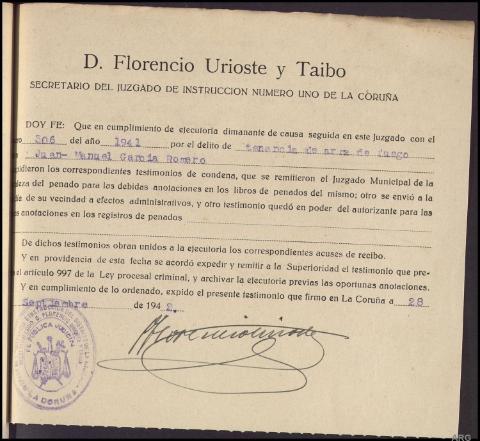 D. Florencio Urioste y Taibo
SECRETARIO DEL JUZGADO DE INSTRUCCION NUMERO UNO DE LA CORUÑA
DOY FE: Que en cumplimiento de ejecutoria dimanante de causa seguida en este juzgado con el
o 306 del año 1941 por el delito de tenencia de arma de fuego
Juan-Manuel García Romero
idieron los correspondientes testimonios de condena, que se remitieron el Juzgado Municipal de la
leza del penado para las debidas anotaciones en los libros de penados del mismo; otro se envió a la
de de su vecindad a efectos administrativos, y otro testimonio quedó en poder del autorizante para las
s anotaciones en los registros de penados
De dichos testimonios obran unidos a la ejecutoria los correspondientes acuses de recibo.
Y en providencia de esta fecha se acordó expedir y remitir a la Superioridad el testimonio que pre-
el artículo 997 de la Ley procesal criminal, y archivar la ejecutoria previas las oportunas anotaciones.
Y en cumplimiento de lo ordenado, expido el presente testimonio que firmo en La Coruña a 28
Septiembre de 1942.
LA CORUÑA
ARG